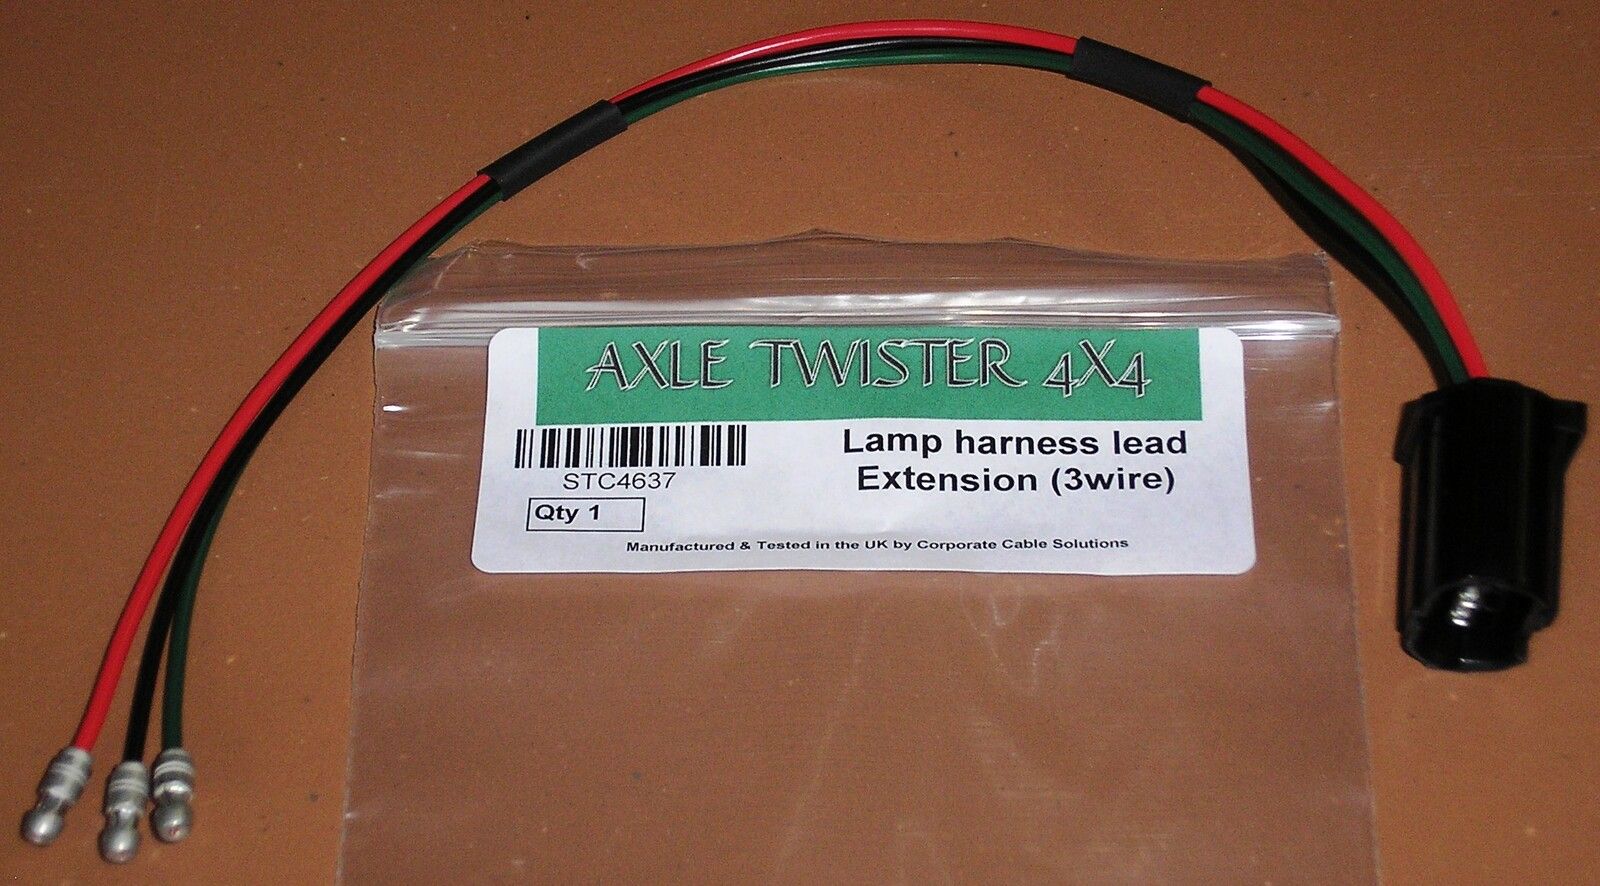 AXLE TWISTER 4X4
Lamp harness lead
Extension (3wire)
STC4637
Qty 1
Manufactured & Tested in the UK by Corporate Cable Solutions